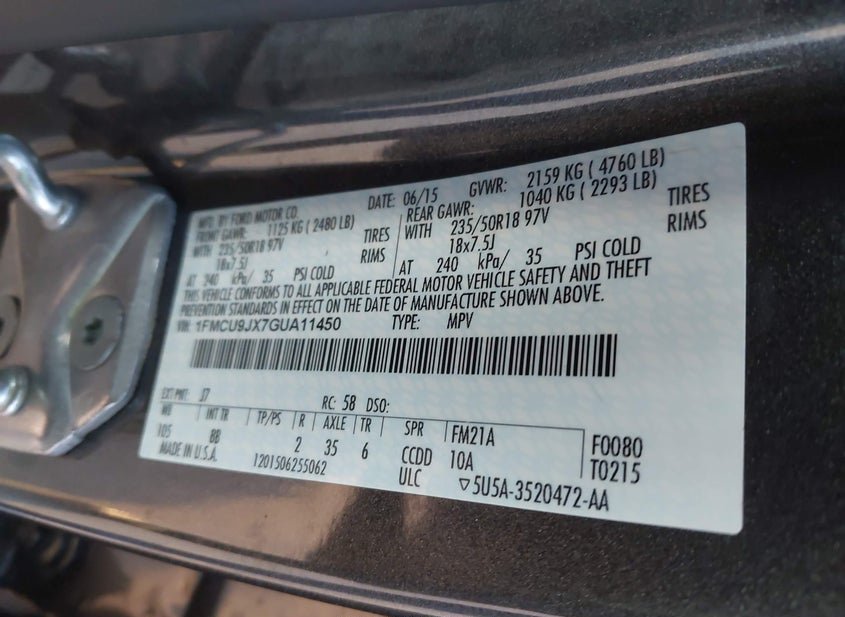 MFD. BY FORD MOTOR CO. DATE: 06/15 GVWR: 2159 KG ( 4760 LB)
FRONT GAWR: 1125 KG ( 2480 LB) REAR GAWR: 1040 KG ( 2293 LB)
WITH 235/50R18 97V TIRES WITH 235/50R18 97V TIRES
18x7.5J RIMS 18x7.5J RIMS
AT 240 kPa/ 35 PSI COLD AT 240 kPa/ 35 PSI COLD
THIS VEHICLE CONFORMS TO ALL APPLICABLE FEDERAL MOTOR VEHICLE SAFETY AND THEFT
PREVENTION STANDARDS IN EFFECT ON THE DATE OF MANUFACTURE SHOWN ABOVE.
VIN: 1FMCU9JX7GUA11450 TYPE: MPV
EXT PNT: J7 RC: 58 DSO:
WB INT TR TP/PS R AXLE TR SPR FM21A F0080
105 BB 2 35 6 CCDD 10A T0215
MADE IN U.S.A. 1201506255062 ULC ▽5U5A-3520472-AA